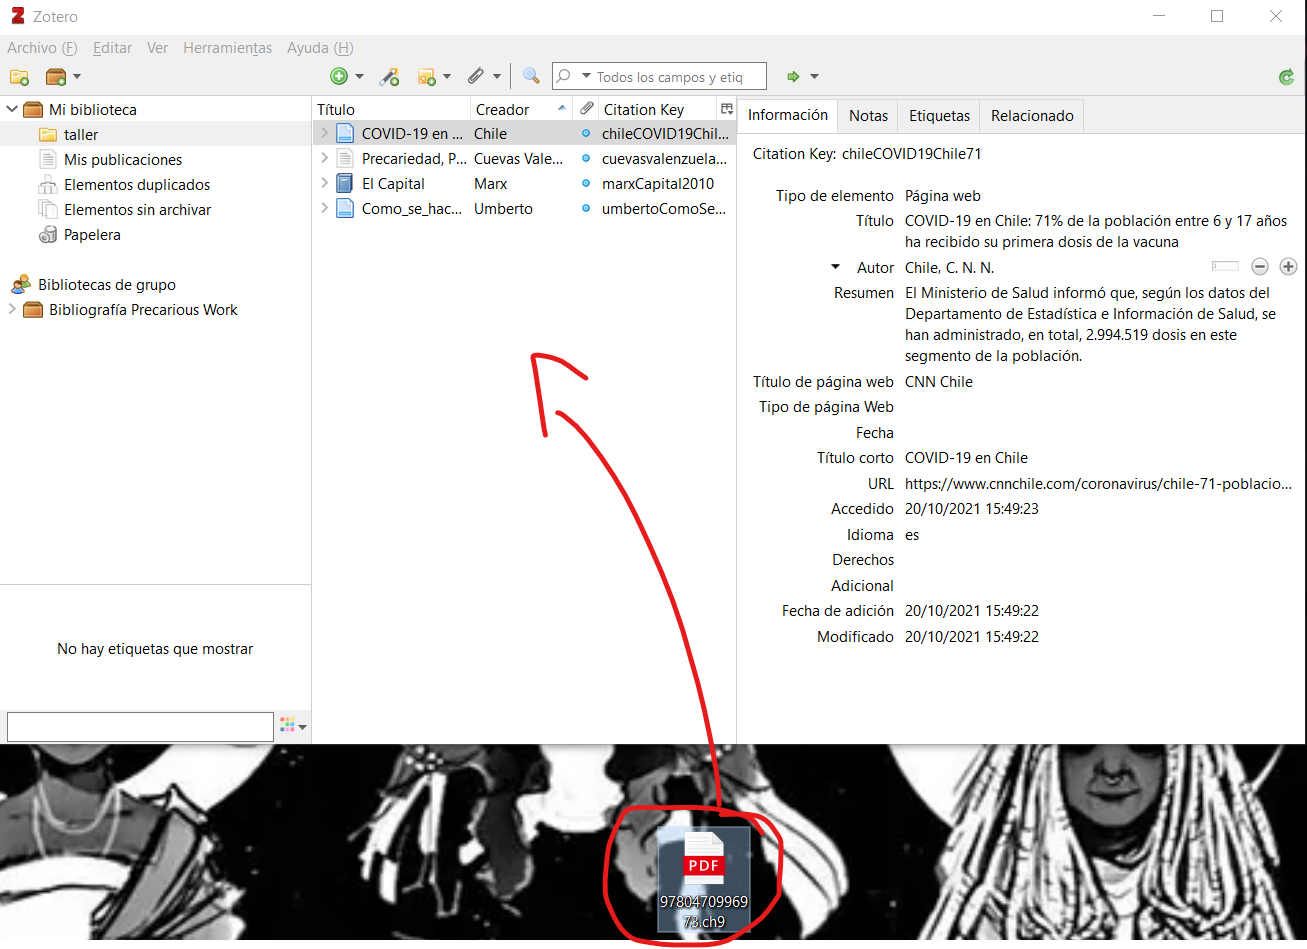 Zotero
Archivo (F) Editar Ver Herramientas Ayuda (H)
Todos los campos y etiq
Mi biblioteca
taller
Mis publicaciones
Elementos duplicados
Elementos sin archivar
Papelera
Bibliotecas de grupo
Bibliografía Precarious Work
No hay etiquetas que mostrar
Título Creador Citation Key
COVID-19 en ... Chile chileCOVID19Chil...
Precariedad, P... Cuevas Vale... cuevasvalenzuela...
El Capital Marx marxCapital2010
Como_se_hac... Umberto umbertoComoSe...
Información Notas Etiquetas Relacionado
Citation Key: chileCOVID19Chile71
Tipo de elemento Página web
Título COVID-19 en Chile: 71% de la población entre 6 y 17 años
ha recibido su primera dosis de la vacuna
Autor Chile, C. N. N.
Resumen El Ministerio de Salud informó que, según los datos del
Departamento de Estadística e Información de Salud, se
han administrado, en total, 2.994.519 dosis en este
segmento de la población.
Título de página web CNN Chile
Tipo de página Web
Fecha
Título corto COVID-19 en Chile
URL https://www.cnnchile.com/coronavirus/chile-71-poblacio...
Accedido 20/10/2021 15:49:23
Idioma es
Derechos
Adicional
Fecha de adición 20/10/2021 15:49:22
Modificado 20/10/2021 15:49:22
PDF
97804709969
73.ch9